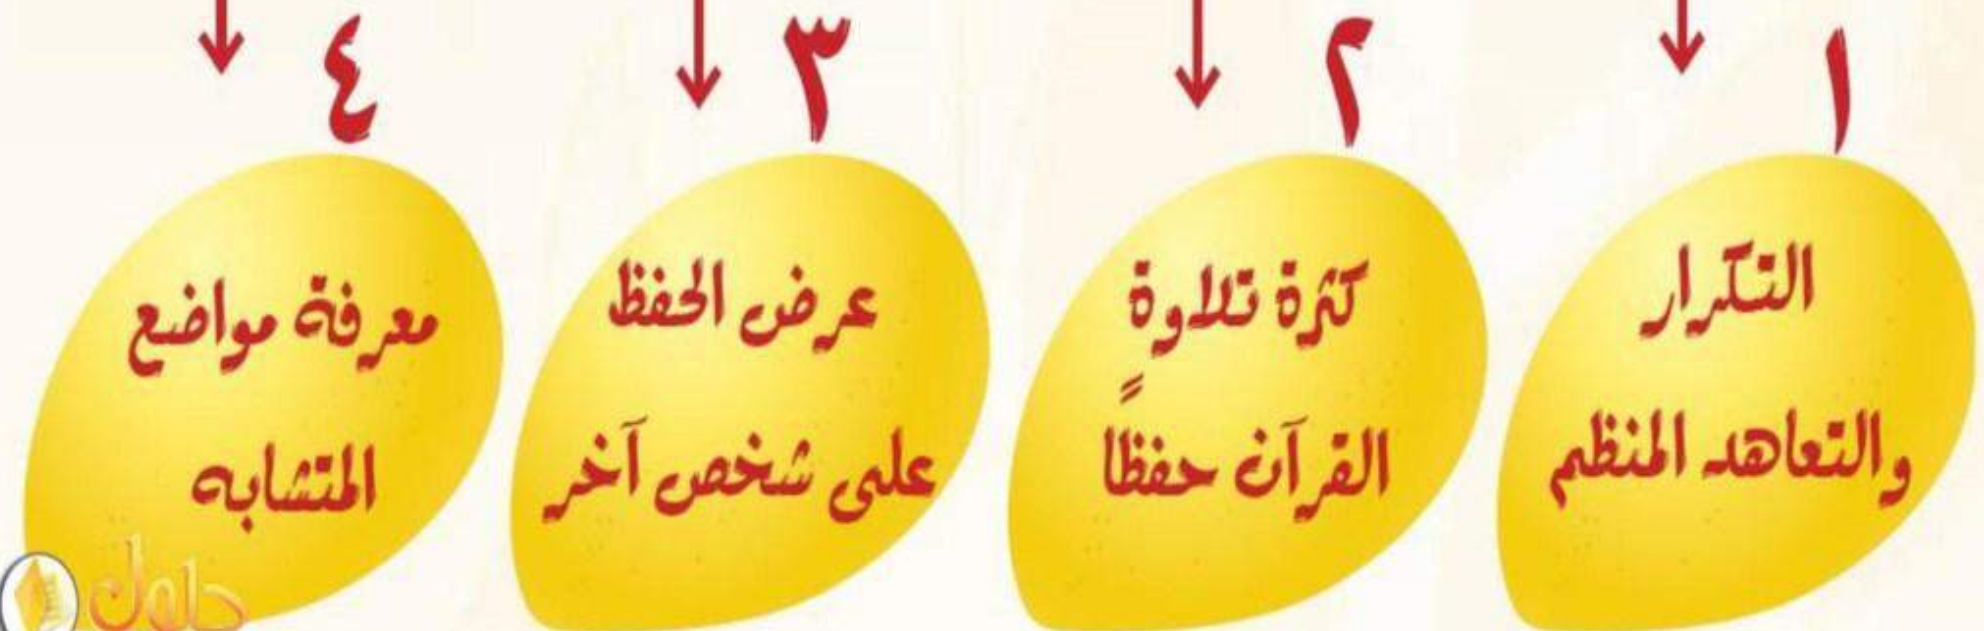 ١
التكرار
والتعاهد المنظم
٢
كثرة تلاوة
القرآن حفظًا
٣
عرض الحفظ
على شخص آخر
٤
معرفة مواضع
المتشابه
حلول